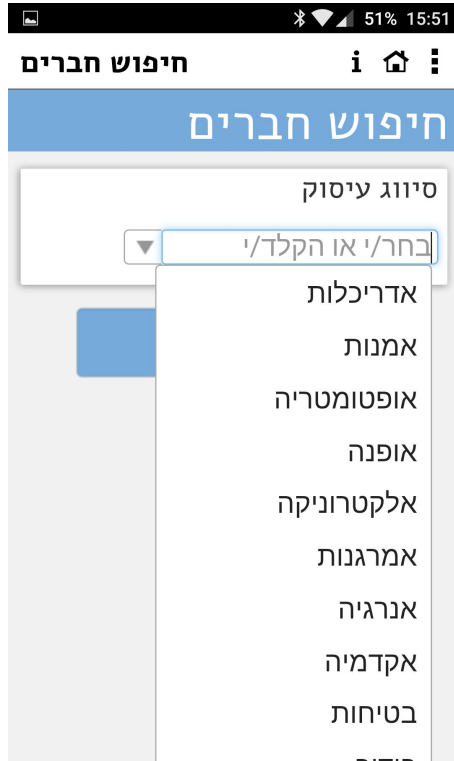 51% 15:51
חיפוש חברים
i
חיפוש חברים
סיווג עיסוק
בחר/י או הקלד/י
אדריכלות
אמנות
אופטומטריה
אופנה
אלקטרוניקה
אמרגנות
אנרגיה
אקדמיה
בטיחות